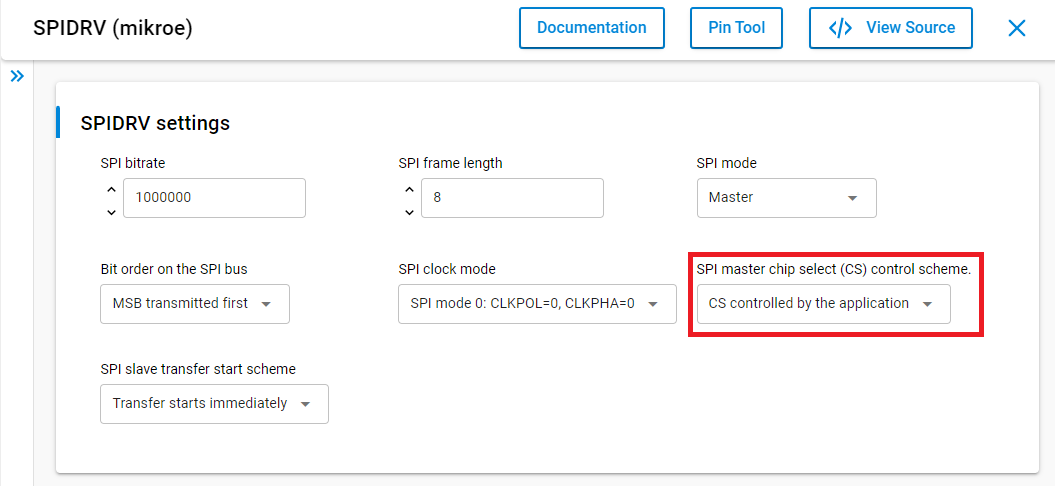 SPIDRV (mikroe)
Documentation
Pin Tool
</> View Source
SPIDRV settings
SPI bitrate
SPI frame length
SPI mode
1000000
8
Master
Bit order on the SPI bus
SPI clock mode
SPI master chip select (CS) control scheme.
MSB transmitted first
SPI mode 0: CLKPOL=0, CLKPHA=0
CS controlled by the application
SPI slave transfer start scheme
Transfer starts immediately